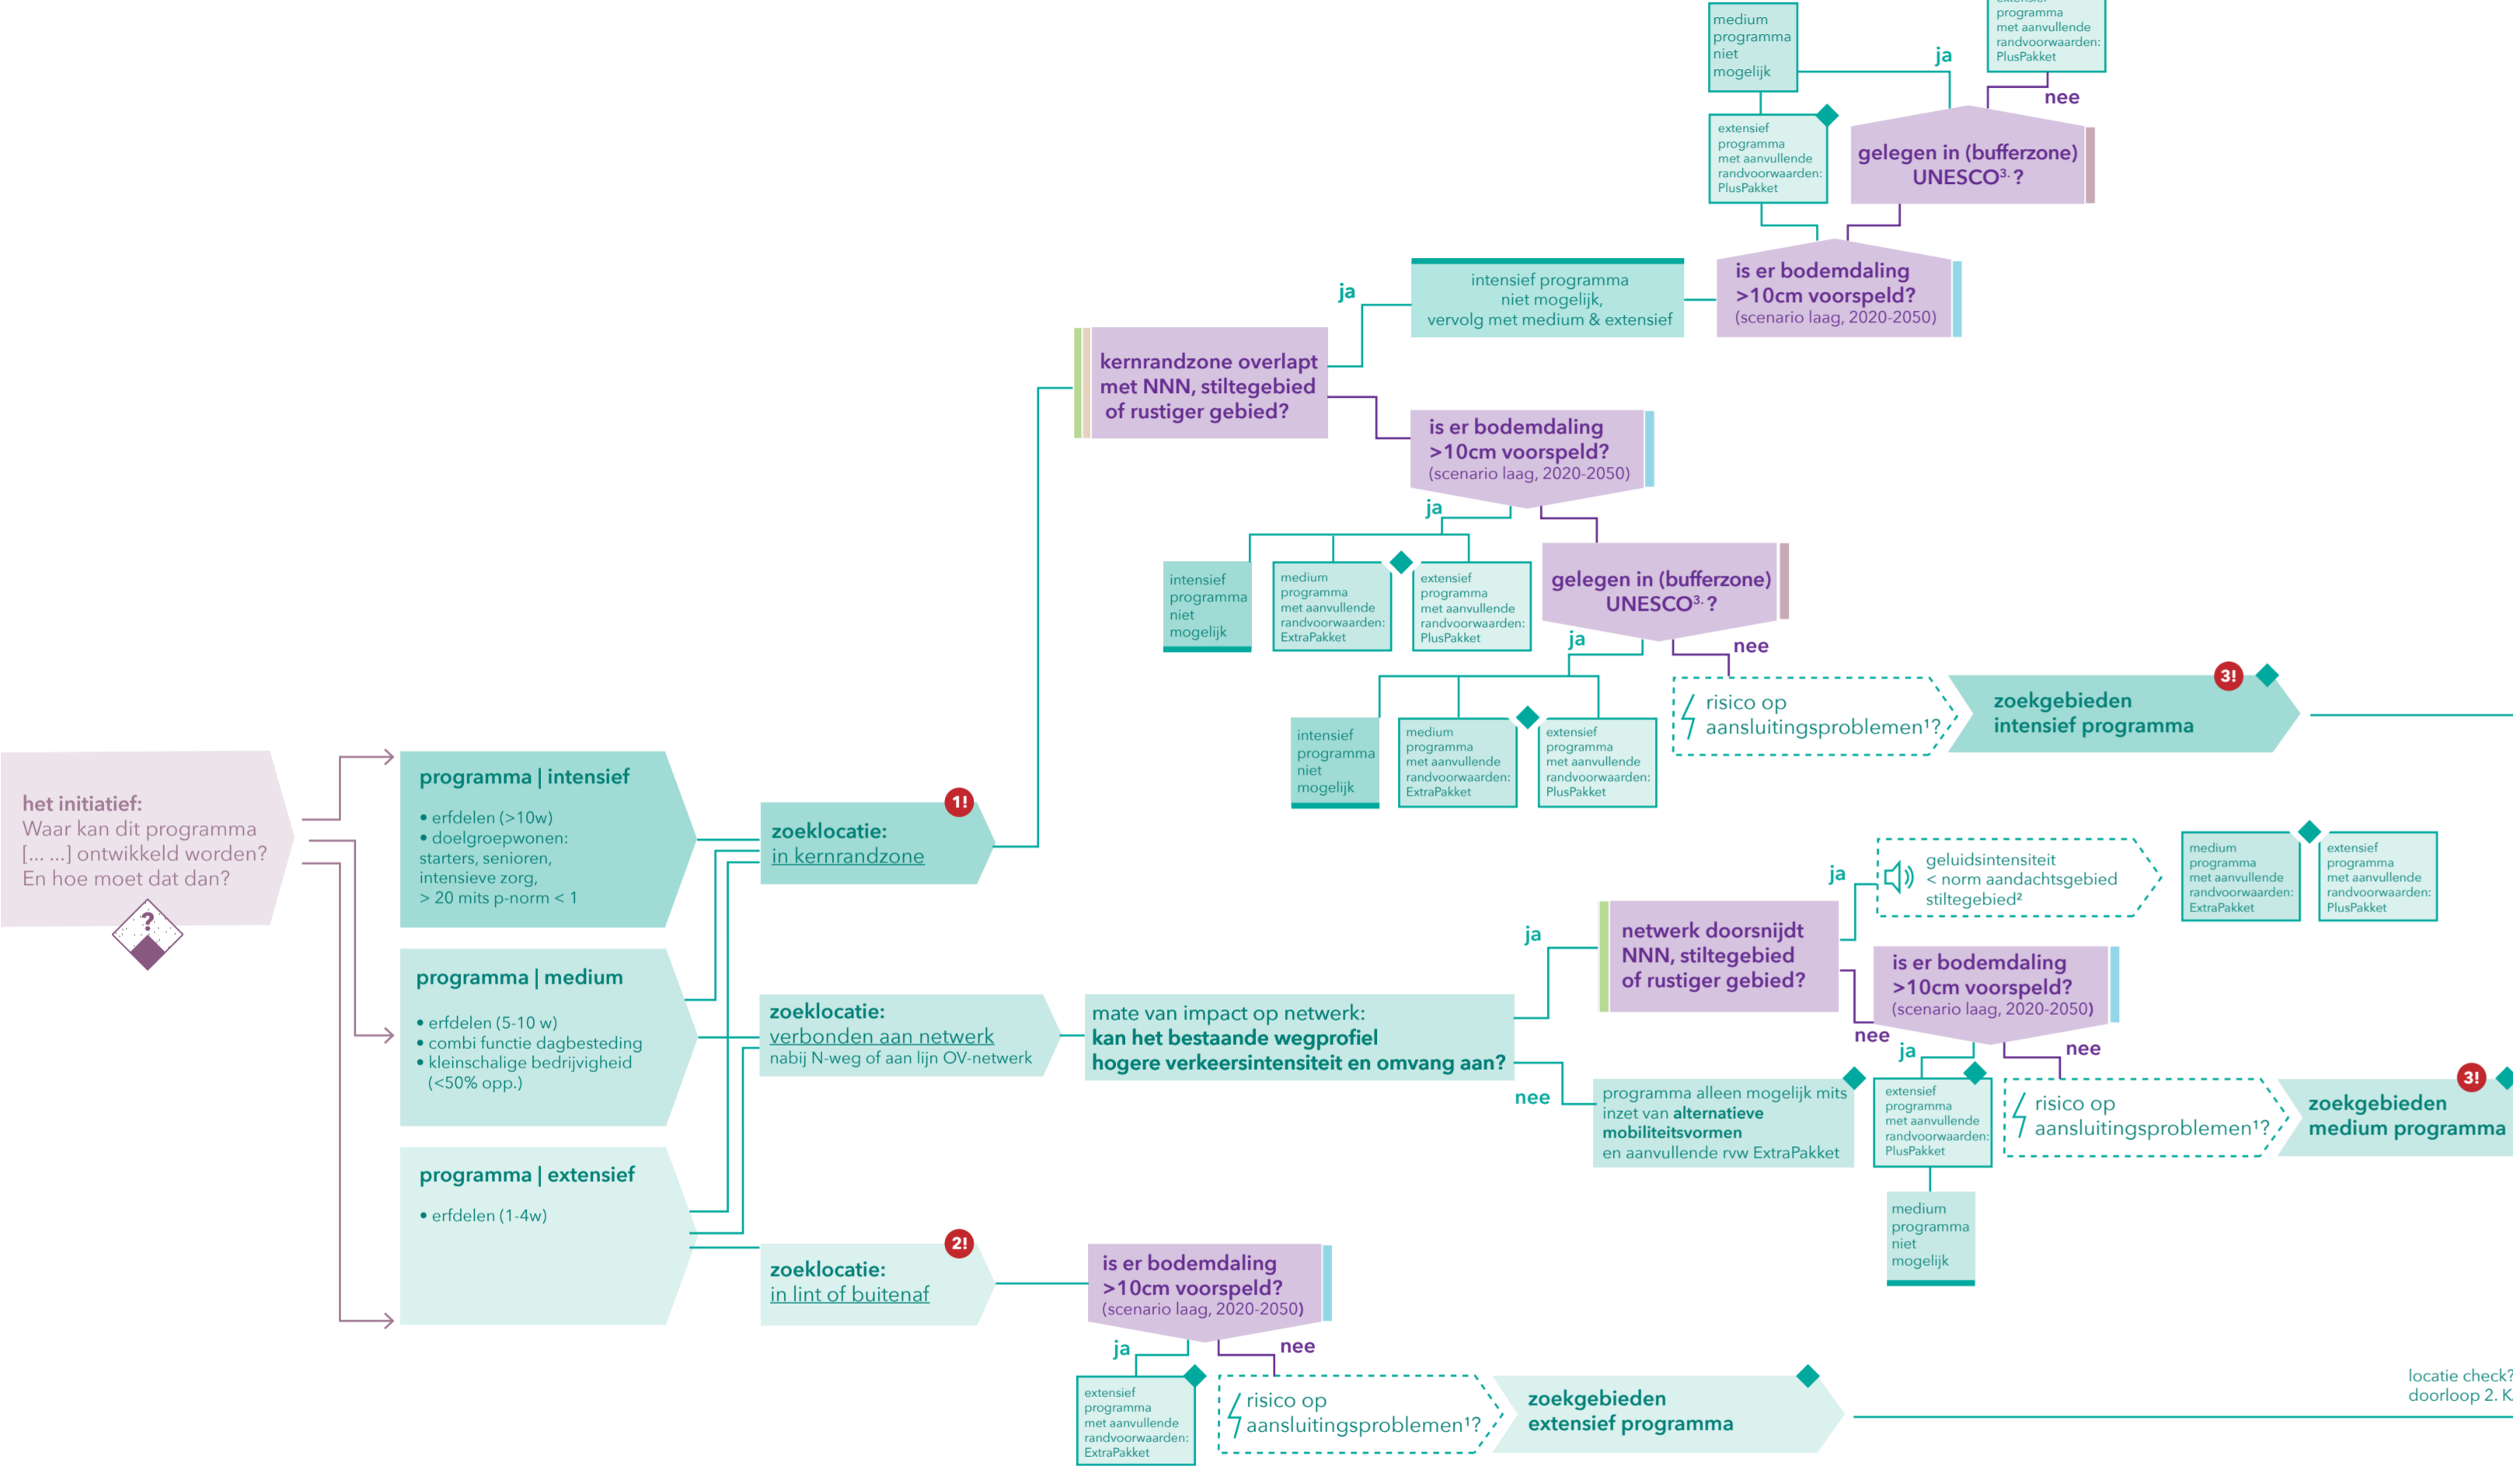 medium
programma
niet
mogelijk
programma
met aanvullende
randvoorwaarden:
PlusPakket
ja
nee
extensief
programma
met aanvullende
randvoorwaarden:
PlusPakket
gelegen in (bufferzone)
UNESCO³·?
is er bodemdaling
>10cm voorspeld?
(scenario laag, 2020-2050)
intensief programma
niet mogelijk,
vervolg met medium & extensief
ja
kernrandzone overlapt
met NNN, stiltegebied
of rustiger gebied?
is er bodemdaling
>10cm voorspeld?
(scenario laag, 2020-2050)
ja
intensief
programma
niet
mogelijk
medium
programma
met aanvullende
randvoorwaarden:
ExtraPakket
extensief
programma
met aanvullende
randvoorwaarden:
PlusPakket
gelegen in (bufferzone)
UNESCO³·?
ja
nee
intensief
programma
niet
mogelijk
medium
programma
met aanvullende
randvoorwaarden:
ExtraPakket
extensief
programma
met aanvullende
randvoorwaarden:
PlusPakket
risico op
aansluitingsproblemen¹?
3!
zoekgebieden
intensief programma
het initiatief:
Waar kan dit programma
[... ...] ontwikkeld worden?
En hoe moet dat dan?
?
programma | intensief
• erfdelen (>10w)
• doelgroepwonen:
starters, senioren,
intensieve zorg,
> 20 mits p-norm < 1
programma | medium
• erfdelen (5-10 w)
• combi functie dagbesteding
• kleinschalige bedrijvigheid
(<50% opp.)
programma | extensief
• erfdelen (1-4w)
1!
zoeklocatie:
in kernrandzone
zoeklocatie:
verbonden aan netwerk
nabij N-weg of aan lijn OV-netwerk
2!
zoeklocatie:
in lint of buitenaf
mate van impact op netwerk:
kan het bestaande wegprofiel
hogere verkeersintensiteit en omvang aan?
ja
nee
netwerk doorsnijdt
NNN, stiltegebied
of rustiger gebied?
programma alleen mogelijk mits
inzet van alternatieve
mobiliteitsvormen
en aanvullende rvw ExtraPakket
ja
nee
geluidsintensiteit
< norm aandachtsgebied
stiltegebied²
medium
programma
met aanvullende
randvoorwaarden:
ExtraPakket
extensief
programma
met aanvullende
randvoorwaarden:
PlusPakket
is er bodemdaling
>10cm voorspeld?
(scenario laag, 2020-2050)
ja
nee
extensief
programma
met aanvullende
randvoorwaarden:
PlusPakket
medium
programma
niet
mogelijk
risico op
aansluitingsproblemen¹?
3!
zoekgebieden
medium programma
is er bodemdaling
>10cm voorspeld?
(scenario laag, 2020-2050)
ja
nee
extensief
programma
met aanvullende
randvoorwaarden:
ExtraPakket
risico op
aansluitingsproblemen¹?
zoekgebieden
extensief programma
locatie check?
doorloop 2. K